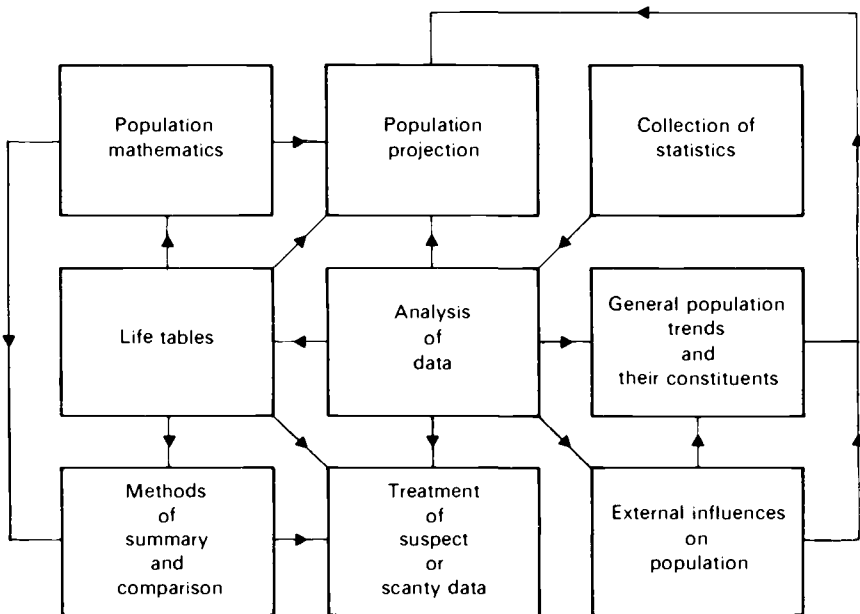 Population
mathematics
Population
projection
Collection of
statistics
Life tables
Analysis
of
data
General population
trends
and
their constituents
Methods
of
summary
and
comparison
Treatment
of
suspect
or
scanty data
External influences
on
population